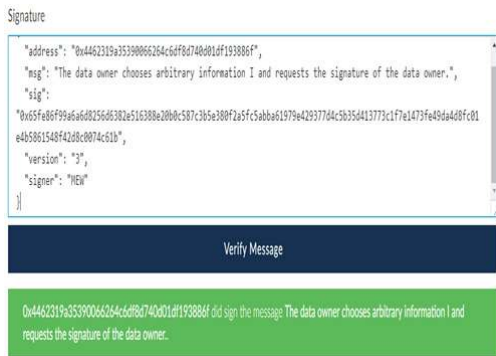 Signature
"address": "0x4462319a35390066264c6df8d740d01df193886f",
"msg": "The data owner chooses arbitrary information I and requests the signature of the data owner.",
"sig":
"0x65fe86f99a6a6d8256d6382e516388e20b0c587c3b5e380f2a5fc5abba61979e429377d4c5b35d413773c1f7e1473fe49da4d8fc01
e4b5861548f42d8c0074c61b",
"version": "3",
"signer": "MEW"
}
Verify Message
0x4462319a35390066264c6df8d740d01df193886f did sign the message The data owner chooses arbitrary information I and
requests the signature of the data owner..